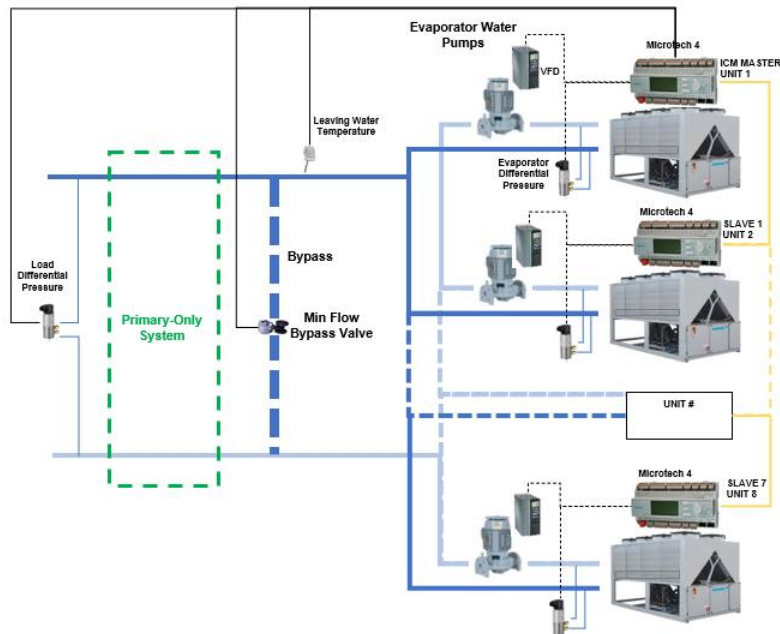 Evaporator Water
Pumps
VFD
Microtech 4
ICM MASTER
UNIT 1
Leaving Water
Temperature
Evaporator
Differential
Pressure
Microtech 4
SLAVE 1
UNIT 2
Load
Differential
Pressure
Bypass
Primary-Only
System
Min Flow
Bypass Valve
UNIT #
Microtech 4
SLAVE 7
UNIT 8